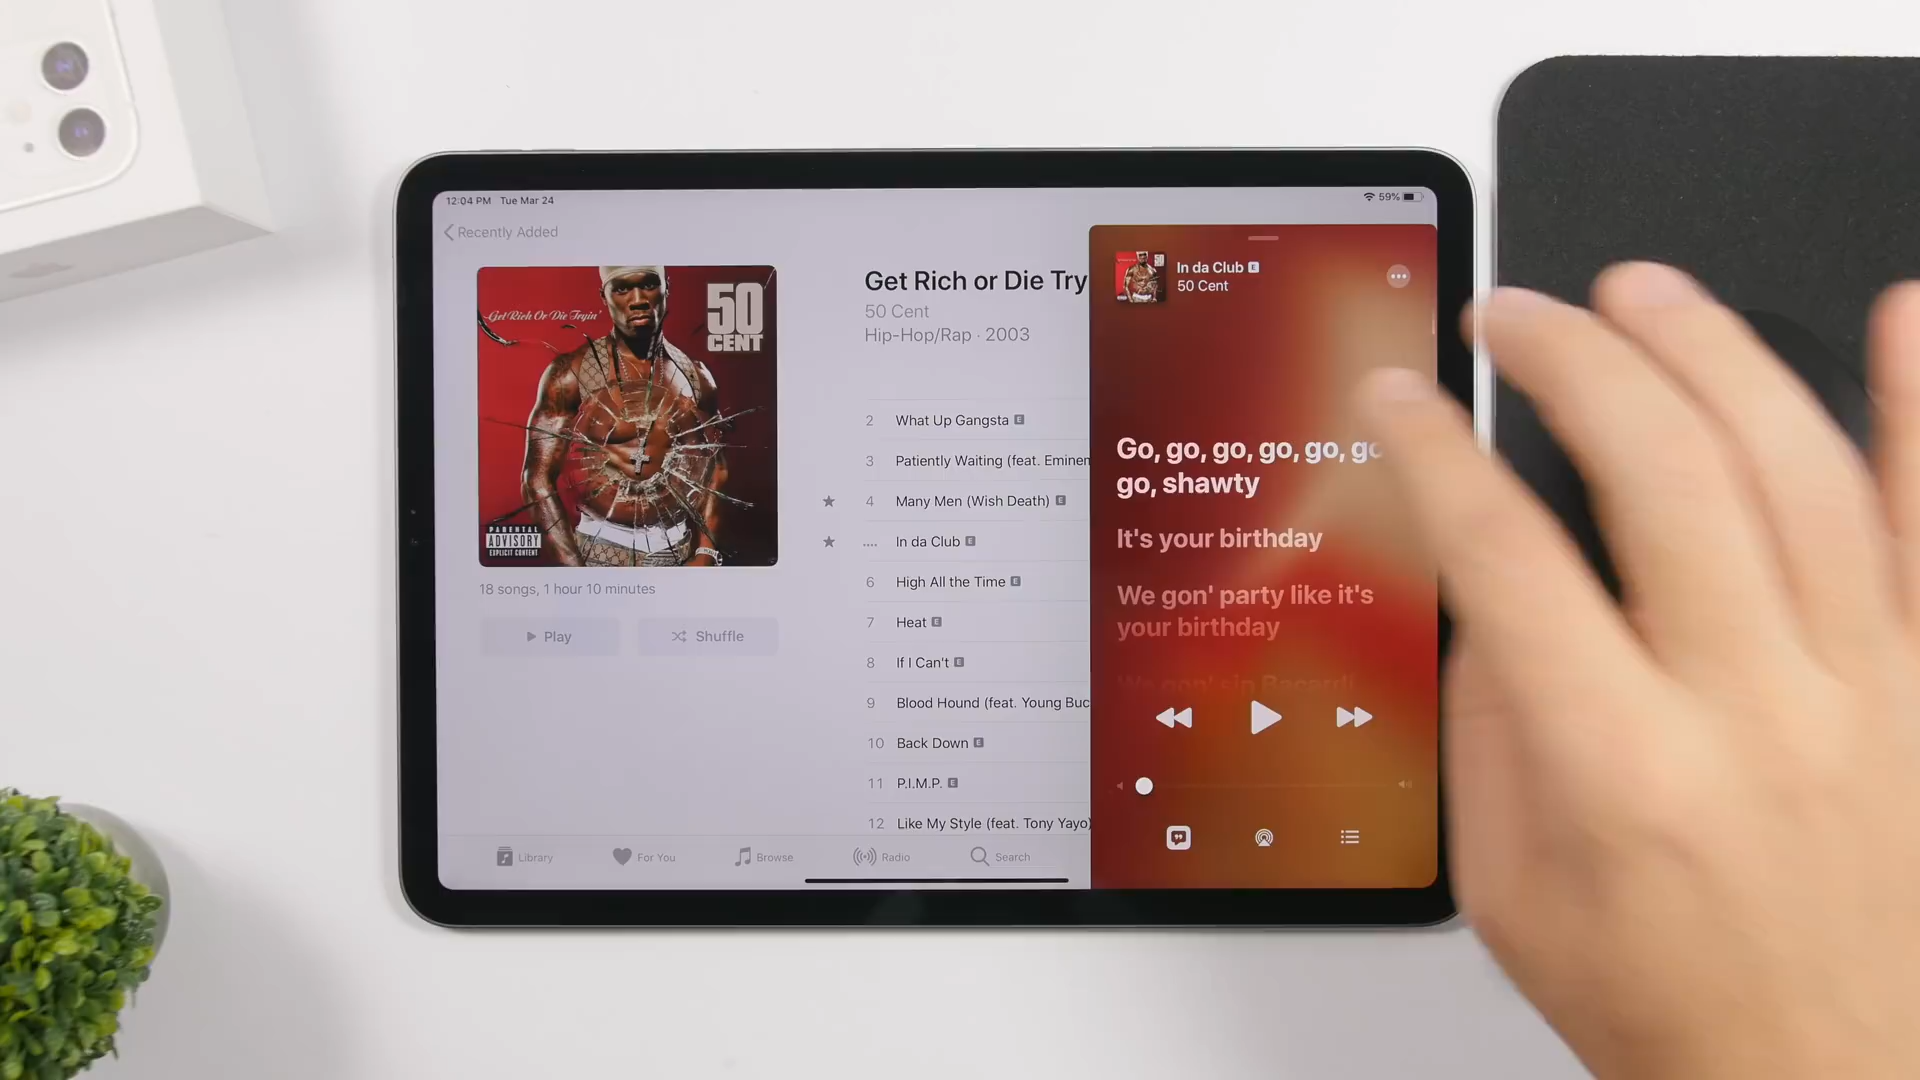 12:04 PM Tue Mar 24
59%
Recently Added
Get Rich Or Die Tryin'
50
CENT
PARENTAL
ADVISORY
EXPLICIT CONTENT
18 songs, 1 hour 10 minutes
Play
Shuffle
Get Rich or Die Try
50 Cent
Hip-Hop/Rap · 2003
2 What Up Gangsta E
3 Patiently Waiting (feat. Eminem
4 Many Men (Wish Death) E
In da Club E
6 High All the Time E
7 Heat E
8 If I Can't E
9 Blood Hound (feat. Young Buc
10 Back Down E
11 P.I.M.P. E
12 Like My Style (feat. Tony Yayo)
Library
For You
Browse
Radio
Search
In da Club E
50 Cent
Go, go, go, go, go, go
go, shawty
It's your birthday
We gon' party like it's
your birthday
We gon' sip Bacardi